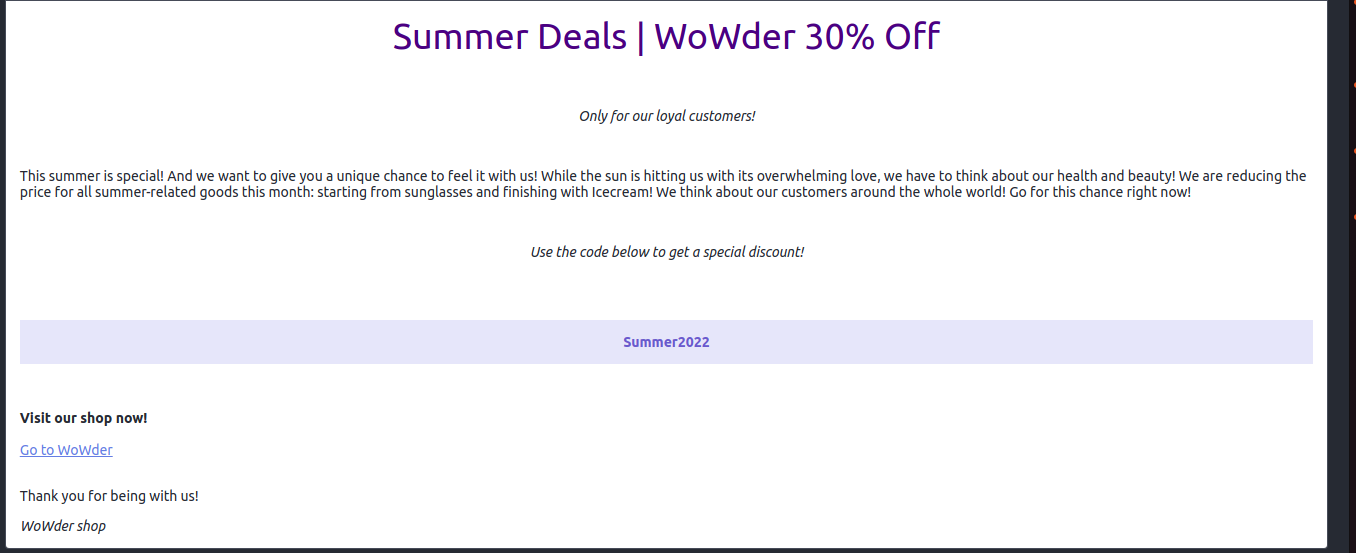 Summer Deals | WoWder 30% Off
Only for our loyal customers!
This summer is special! And we want to give you a unique chance to feel it with us! While the sun is hitting us with its overwhelming love, we have to think about our health and beauty! We are reducing the
price for all summer-related goods this month: starting from sunglasses and finishing with Icecream! We think about our customers around the whole world! Go for this chance right now!
Use the code below to get a special discount!
Summer2022
Visit our shop now!
Go to WoWder
Thank you for being with us!
WoWder shop